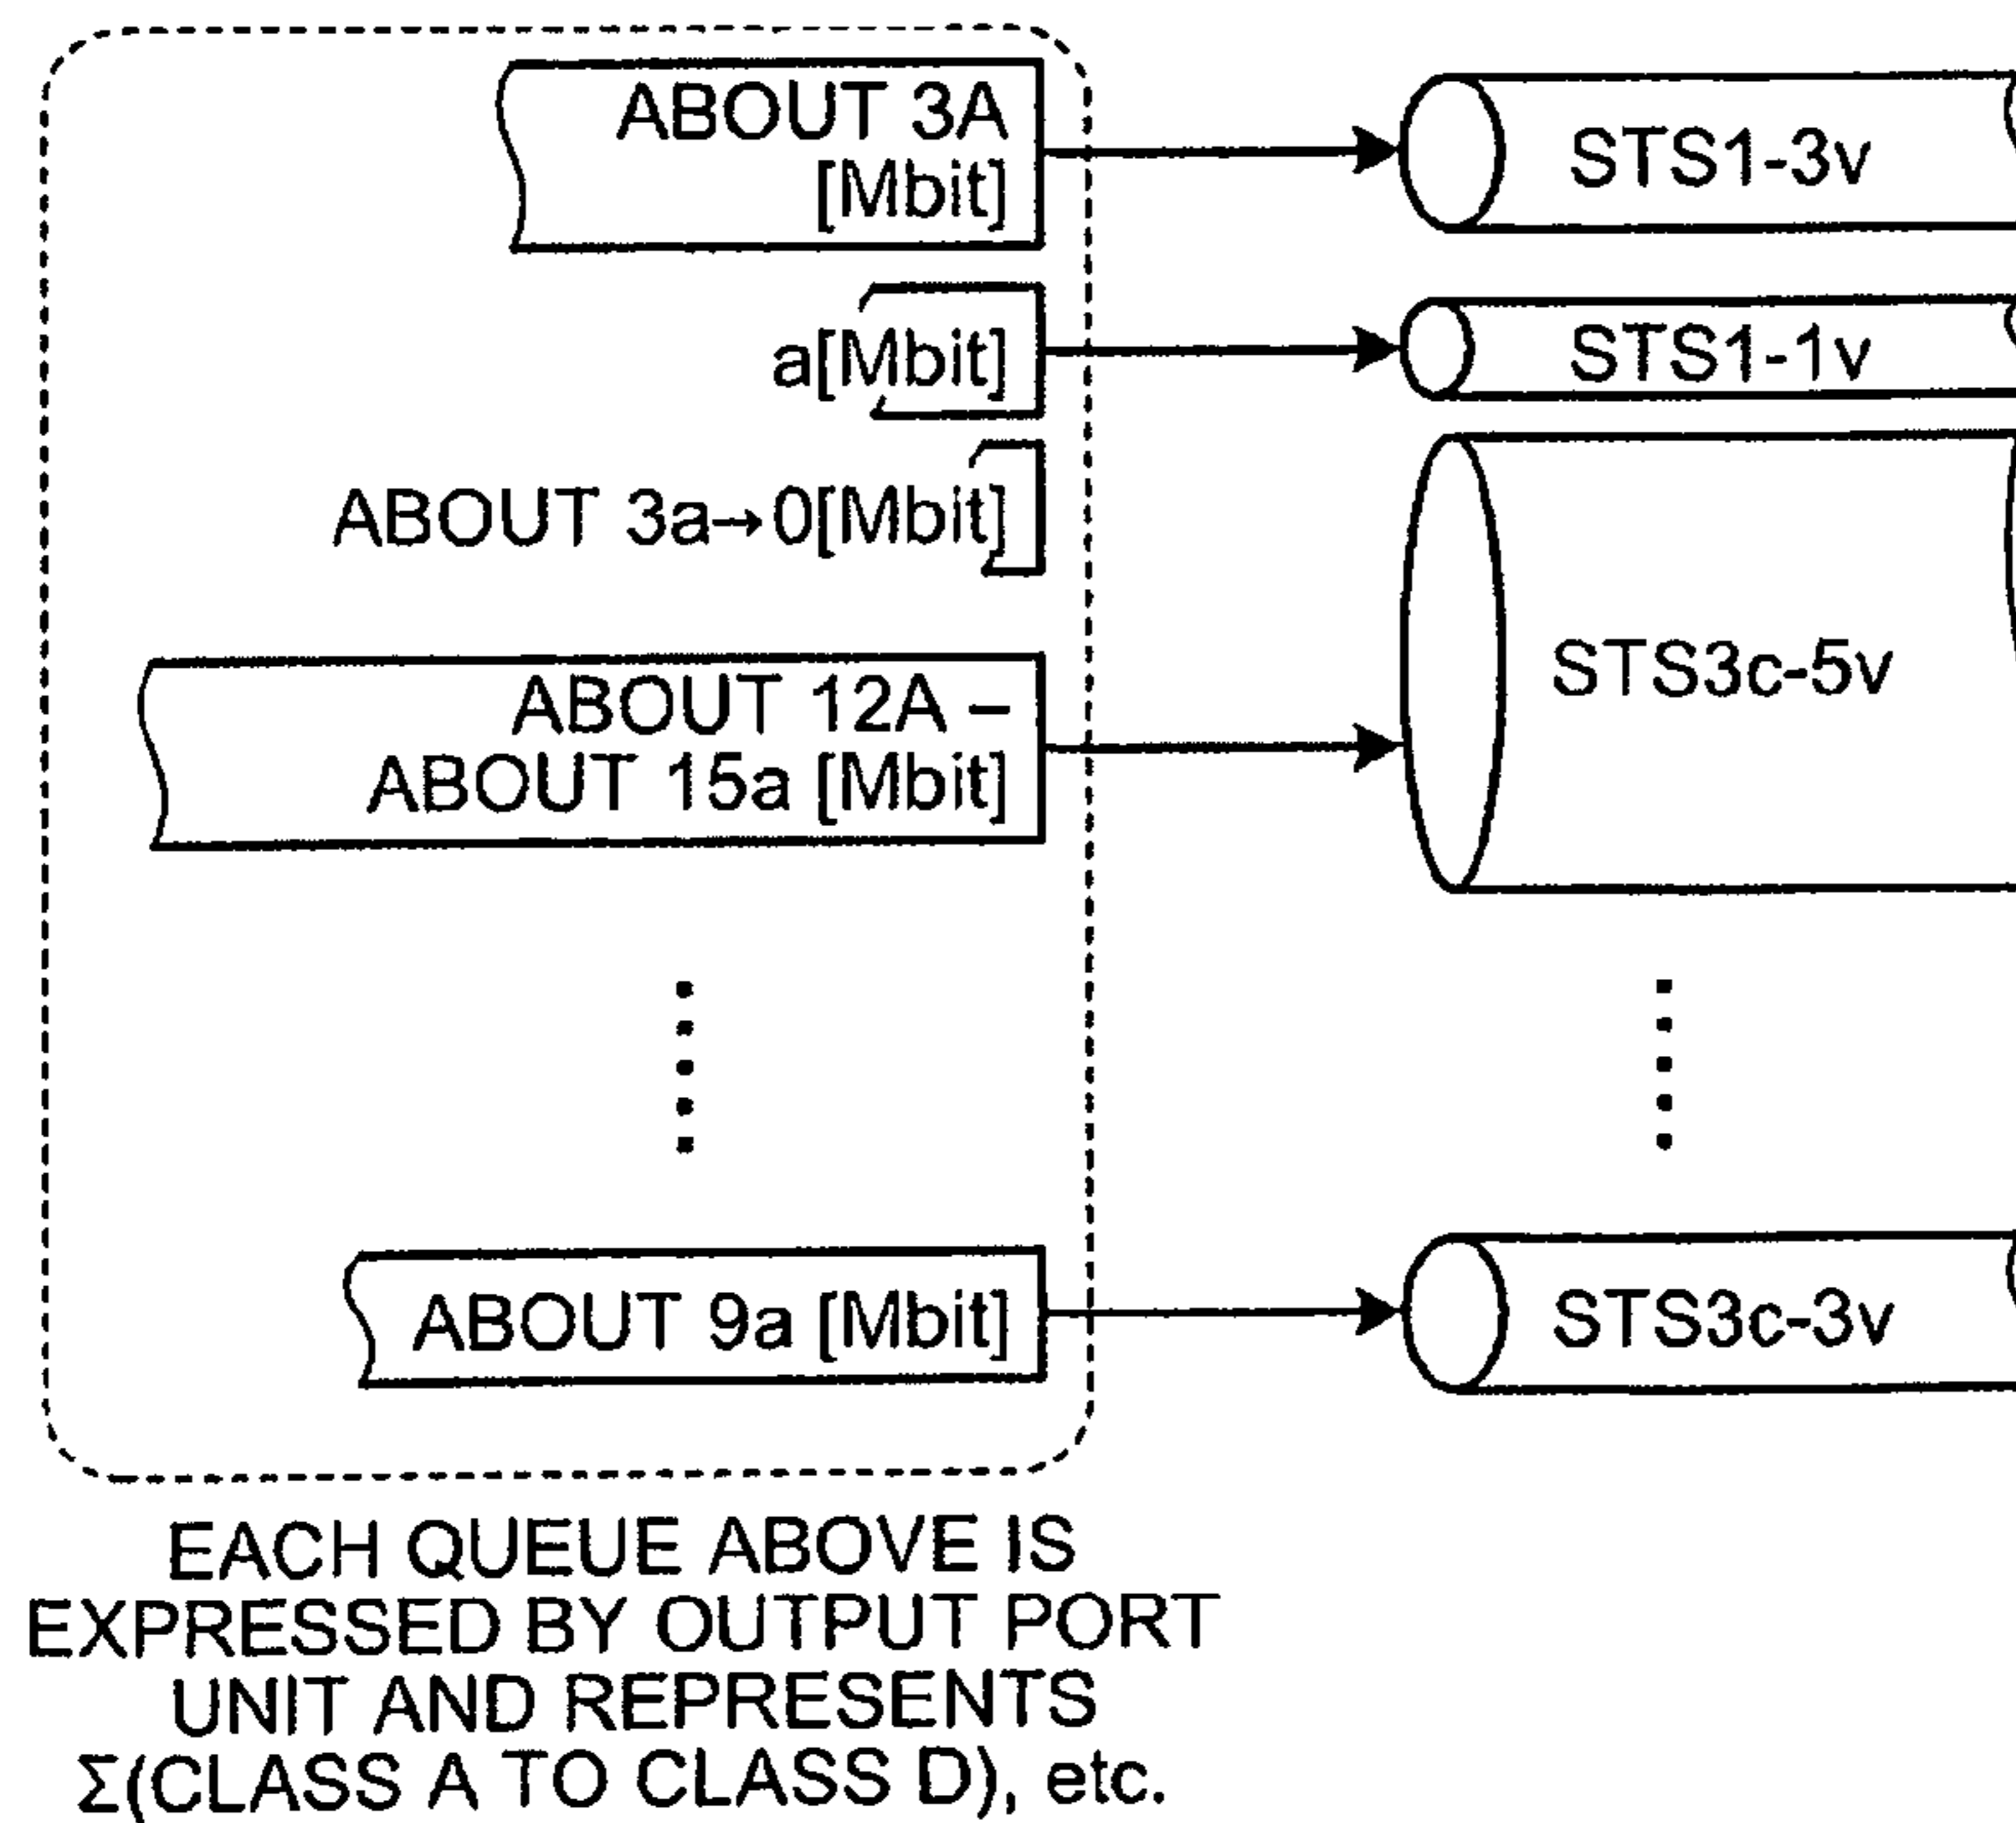 ABOUT 3A
[Mbit]
STS1-3v
a[Mbit]
STS1-1v
ABOUT 3a→0[Mbit]
ABOUT 12A –
ABOUT 15a [Mbit]
STS3c-5v
ABOUT 9a [Mbit]
STS3c-3v
EACH QUEUE ABOVE IS
EXPRESSED BY OUTPUT PORT
UNIT AND REPRESENTS
Σ(CLASS A TO CLASS D), etc.